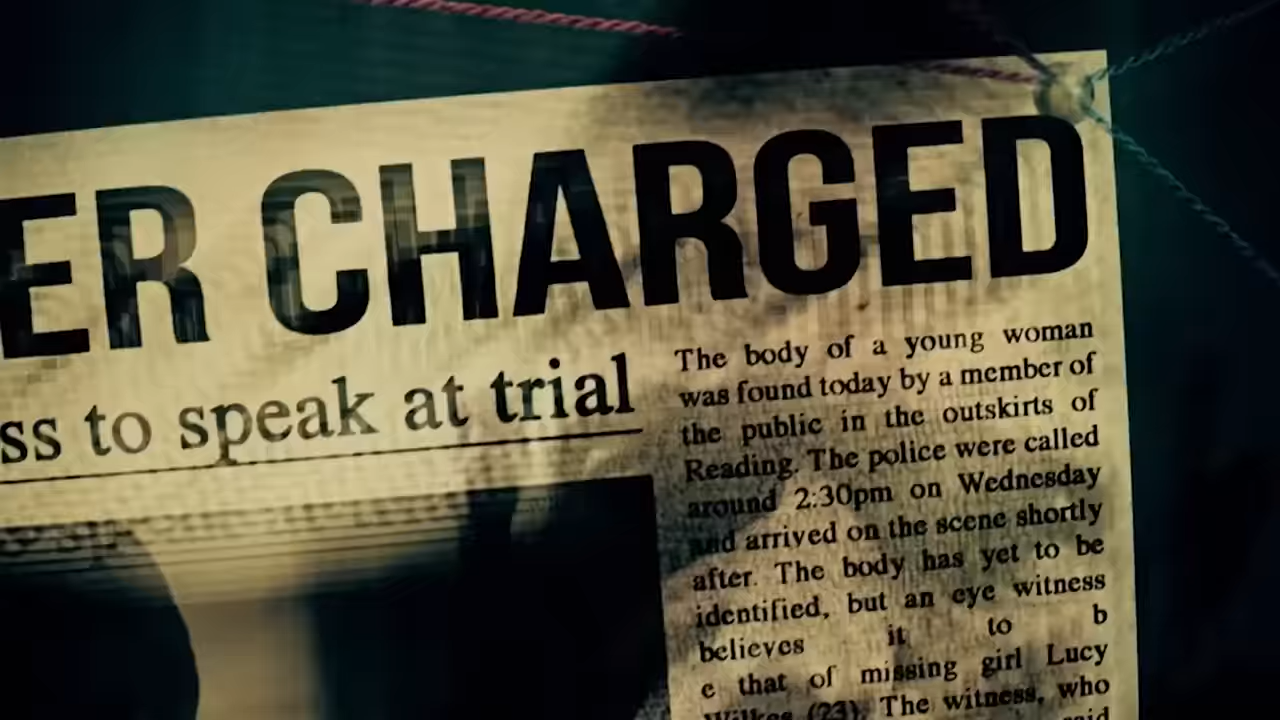 ER CHARGED
ss to speak at trial
The body of a young woman
was found today by a member of
the public in the outskirts of
Reading. The police were called
around 2:30pm on Wednesday
and arrived on the scene shortly
after. The body has yet to be
identified, but an eye witness
believes it to b
e that of missing girl Lucy
Wilkes (23). The witness, who
said